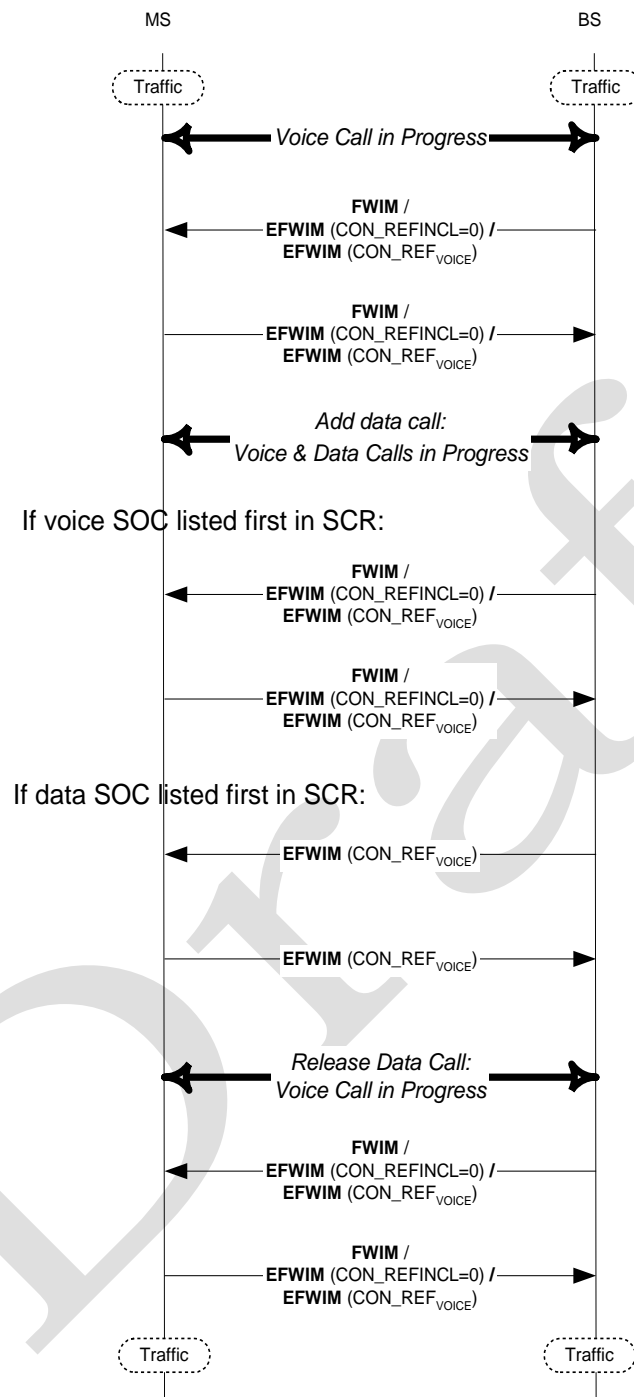 MS BS
Traffic Traffic
Voice Call in Progress
FWIM /
EFWIM (CON_REFINCL=0) /
EFWIM (CON_REFVOICE)
FWIM /
EFWIM (CON_REFINCL=0) /
EFWIM (CON_REFVOICE)
Add data call:
Voice & Data Calls in Progress
If voice SOC listed first in SCR:
FWIM /
EFWIM (CON_REFINCL=0) /
EFWIM (CON_REFVOICE)
FWIM /
EFWIM (CON_REFINCL=0) /
EFWIM (CON_REFVOICE)
If data SOC listed first in SCR:
EFWIM (CON_REFVOICE)
EFWIM (CON_REFVOICE)
Release Data Call:
Voice Call in Progress
FWIM /
EFWIM (CON_REFINCL=0) /
EFWIM (CON_REFVOICE)
FWIM /
EFWIM (CON_REFINCL=0) /
EFWIM (CON_REFVOICE)
Traffic Traffic
Draf